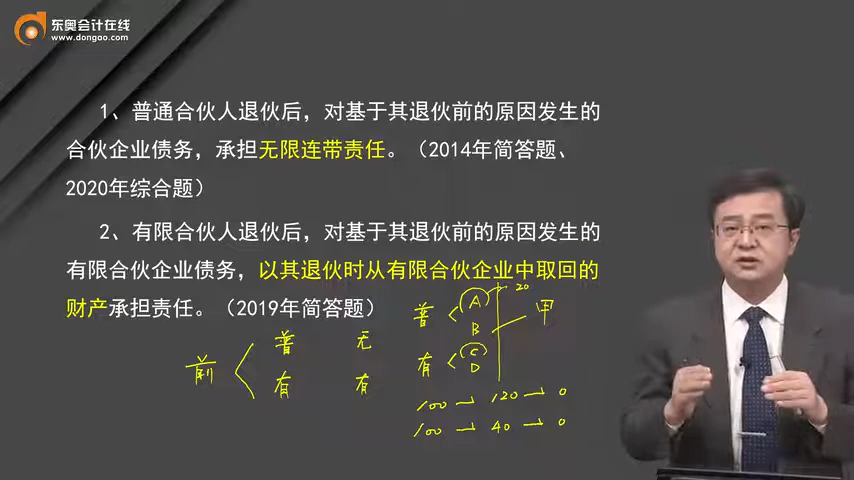 东奥会计在线
www.dongao.com
1、普通合伙人退伙后，对基于其退伙前的原因发生的
合伙企业债务，承担无限连带责任。（2014年简答题、
2020年综合题）
2、有限合伙人退伙后，对基于其退伙前的原因发生的
有限合伙企业债务，以其退伙时从有限合伙企业中取回的
财产承担责任。（2019年简答题）
前 普 无
有 有
普 A 20
B 甲
有 C
D
100 → 120 → 0
100 → 40 → 0